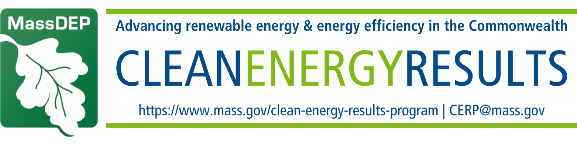 MassDEP
Advancing renewable energy & energy efficiency in the Commonwealth
CLEANENERGYRESULTS
https://www.mass.gov/clean-energy-results-program | CERP@mass.gov